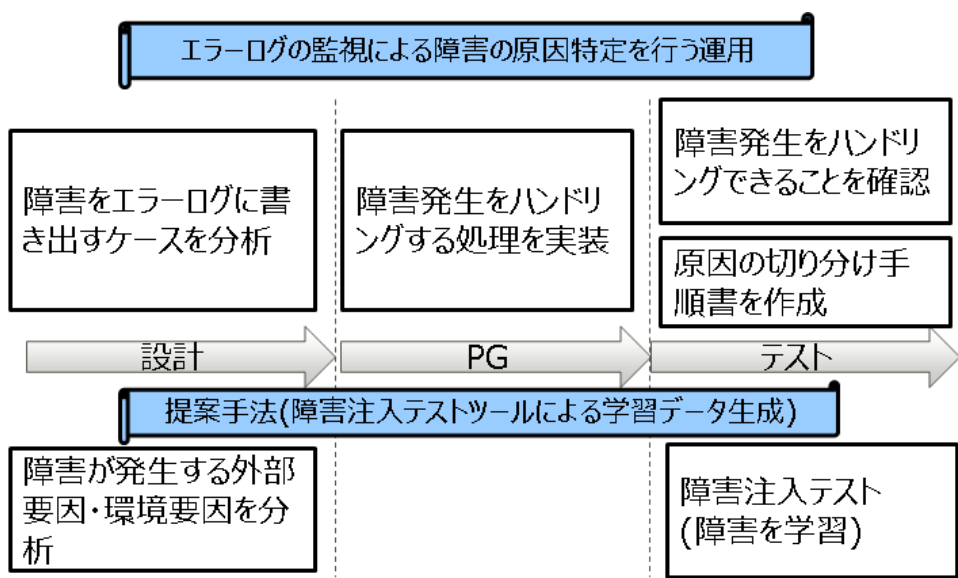 エラーログの監視による障害の原因特定を行う運用
障害をエラーログに書
き出すケースを分析
障害発生をハンドリ
ングする処理を実装
障害発生をハンドリ
ングできることを確認
原因の切り分け手
順書を作成
設計
PG
テスト
提案手法(障害注入テストツールによる学習データ生成)
障害が発生する外部
要因・環境要因を分
析
障害注入テスト
(障害を学習)